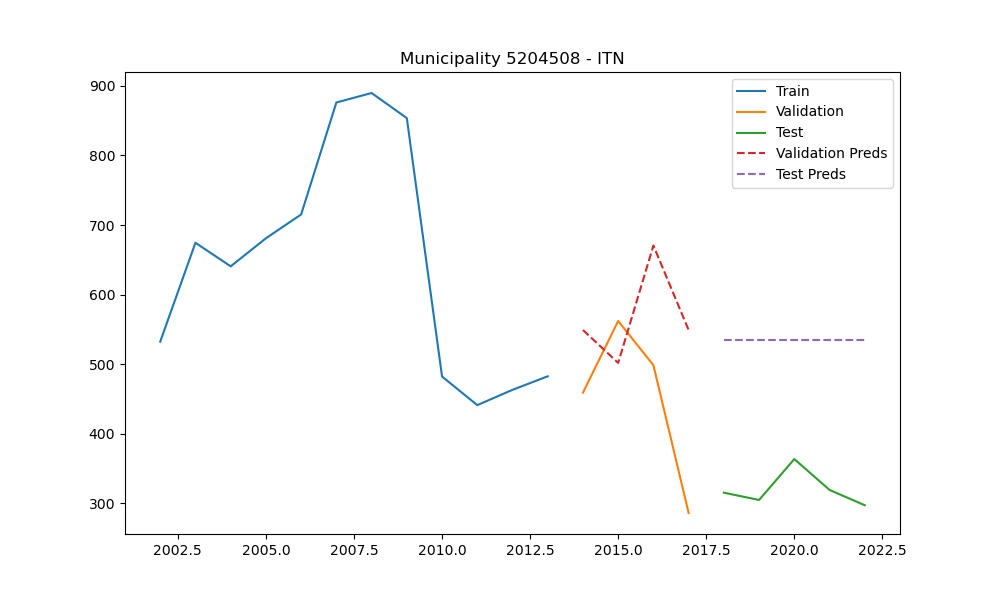 Municipality 5204508 - ITN
900
800
700
600
500
400
300
2002.5 2005.0 2007.5 2010.0 2012.5 2015.0 2017.5 2020.0 2022.5
Train
Validation
Test
Validation Preds
Test Preds